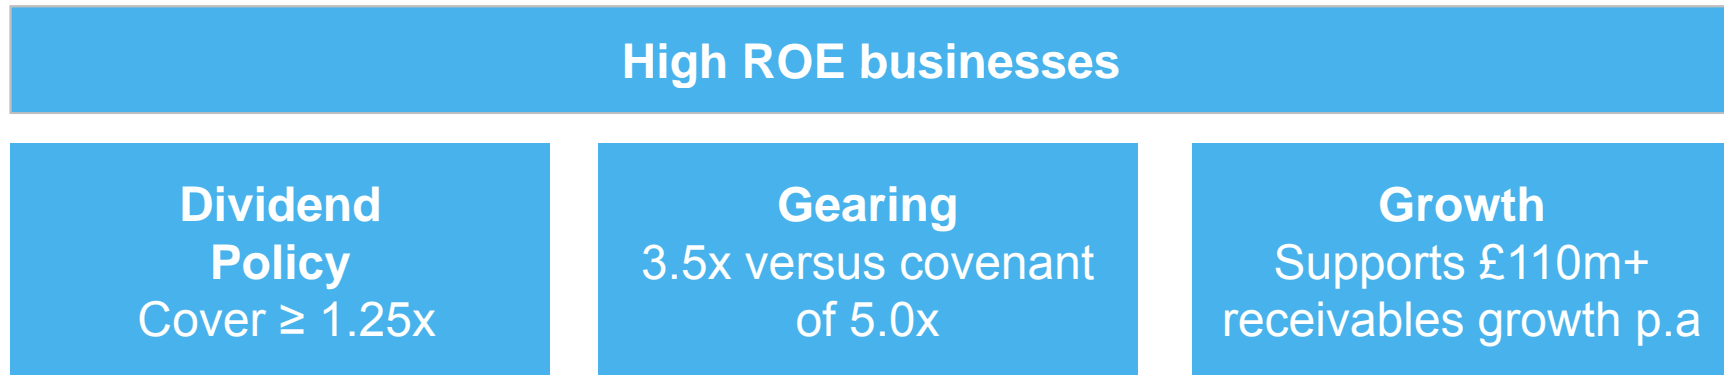 High ROE businesses
Dividend
Policy
Cover ≥ 1.25x
Gearing
3.5x versus covenant
of 5.0x
Growth
Supports £110m+
receivables growth p.a